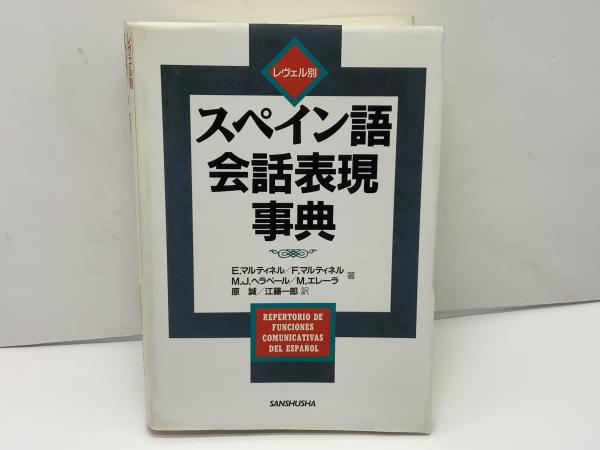 レヴェル別
スペイン語
会話表現
事典
E.マルティネル/F.マルティネル
M.J.ヘラベール/M.エレーラ 著
原 誠/江藤一郎 訳
REPERTORIO DE
FUNCIONES
COMUNICATIVAS
DEL ESPAÑOL
SANSHUSHA